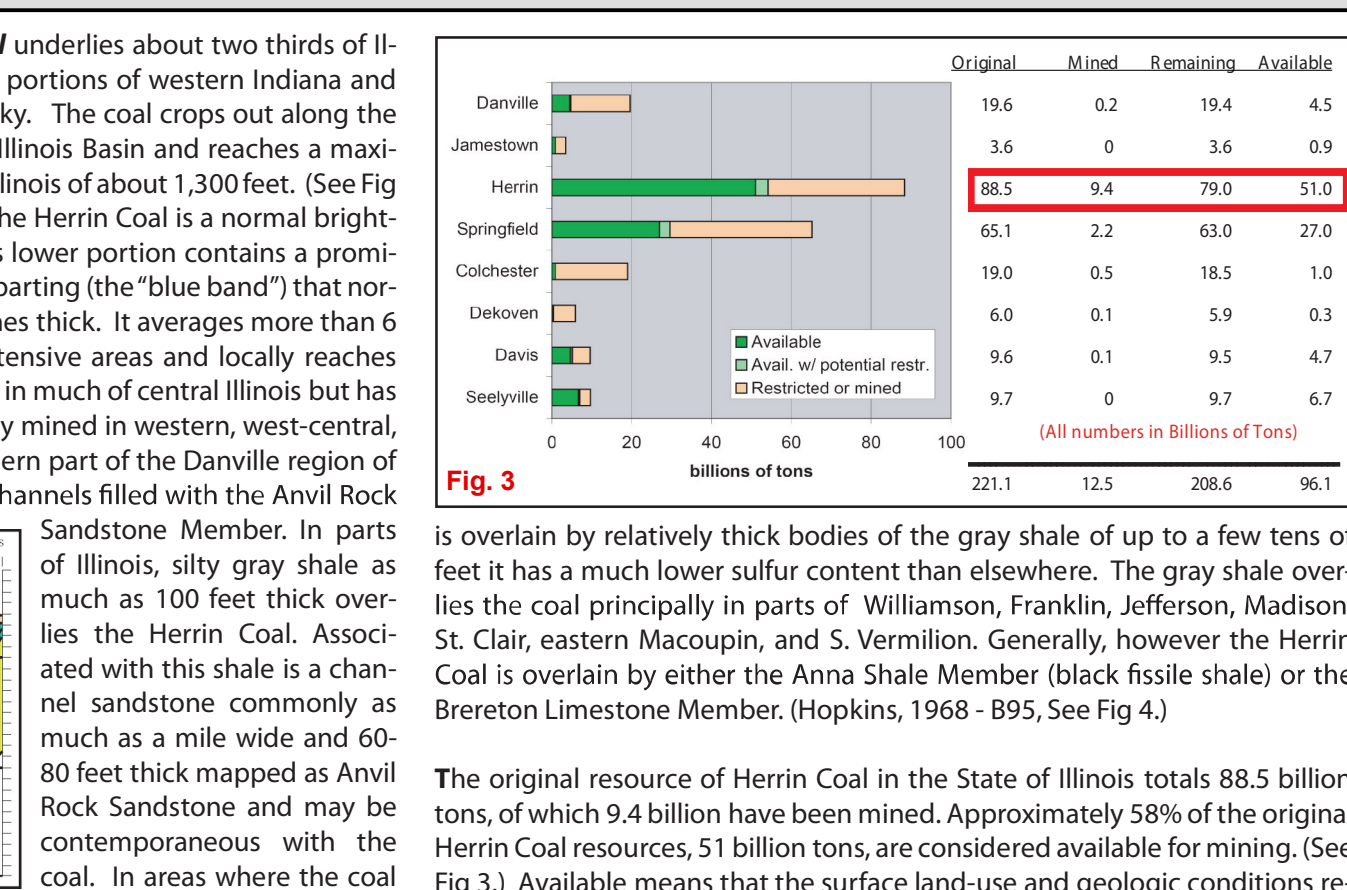 l underlies about two thirds of Il-
portions of western Indiana and
ky. The coal crops out along the
Illinois Basin and reaches a maxi-
linois of about 1,300 feet. (See Fig
he Herrin Coal is a normal bright-
s lower portion contains a promi-
parting (the “blue band”) that nor-
nes thick. It averages more than 6
tensive areas and locally reaches
in much of central Illinois but has
y mined in western, west-central,
ern part of the Danville region of
hannels filled with the Anvil Rock
Sandstone Member. In parts
of Illinois, silty gray shale as
much as 100 feet thick over-
lies the Herrin Coal. Associ-
ated with this shale is a chan-
nel sandstone commonly as
much as a mile wide and 60-
80 feet thick mapped as Anvil
Rock Sandstone and may be
contemporaneous with the
coal. In areas where the coal
Original Mined Remaining Available
Danville 19.6 0.2 19.4 4.5
Jamestown 3.6 0 3.6 0.9
Herrin 88.5 9.4 79.0 51.0
Springfield 65.1 2.2 63.0 27.0
Colchester 19.0 0.5 18.5 1.0
Dekoven 6.0 0.1 5.9 0.3
Davis 9.6 0.1 9.5 4.7
Seelyville 9.7 0 9.7 6.7
Available
Avail. w/ potential restr.
Restricted or mined
0 20 40 60 80 100
billions of tons
(All numbers in Billions of Tons)
Fig. 3
221.1 12.5 208.6 96.1
is overlain by relatively thick bodies of the gray shale of up to a few tens of
feet it has a much lower sulfur content than elsewhere. The gray shale over-
lies the coal principally in parts of Williamson, Franklin, Jefferson, Madison
St. Clair, eastern Macoupin, and S. Vermilion. Generally, however the Herrin
Coal is overlain by either the Anna Shale Member (black fissile shale) or the
Brereton Limestone Member. (Hopkins, 1968 - B95, See Fig 4.)
The original resource of Herrin Coal in the State of Illinois totals 88.5 billion
tons, of which 9.4 billion have been mined. Approximately 58% of the origina
Herrin Coal resources, 51 billion tons, are considered available for mining. (See
Fig 3.) Available means that the surface land-use and geologic conditions re-